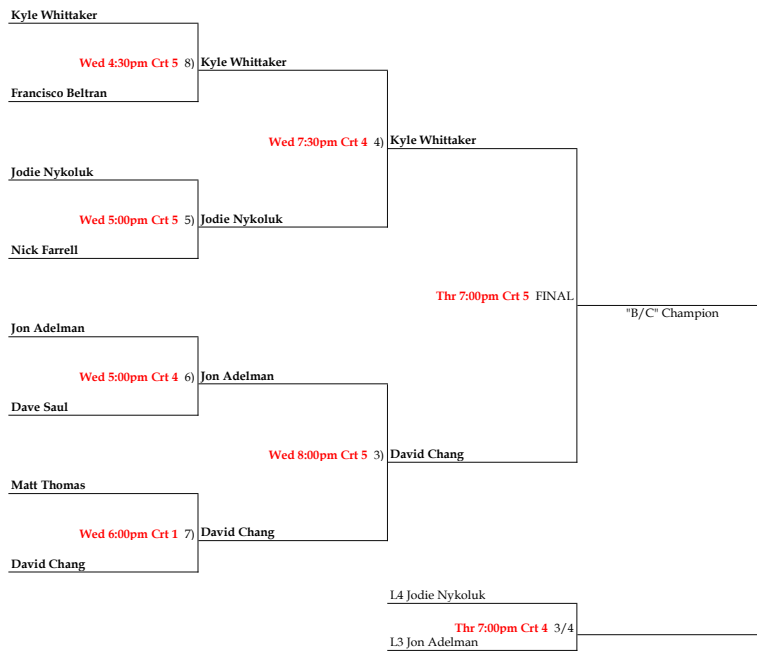 Kyle Whittaker
Wed 4:30pm Crt 5 8) Kyle Whittaker
Francisco Beltran
Wed 7:30pm Crt 4 4) Kyle Whittaker
Jodie Nykoluk
Wed 5:00pm Crt 5 5) Jodie Nykoluk
Nick Farrell
Thr 7:00pm Crt 5 FINAL
"B/C" Champion
Jon Adelman
Wed 5:00pm Crt 4 6) Jon Adelman
Dave Saul
Wed 8:00pm Crt 5 3) David Chang
Matt Thomas
Wed 6:00pm Crt 1 7) David Chang
David Chang
L4 Jodie Nykoluk
Thr 7:00pm Crt 4 3/4
L3 Jon Adelman